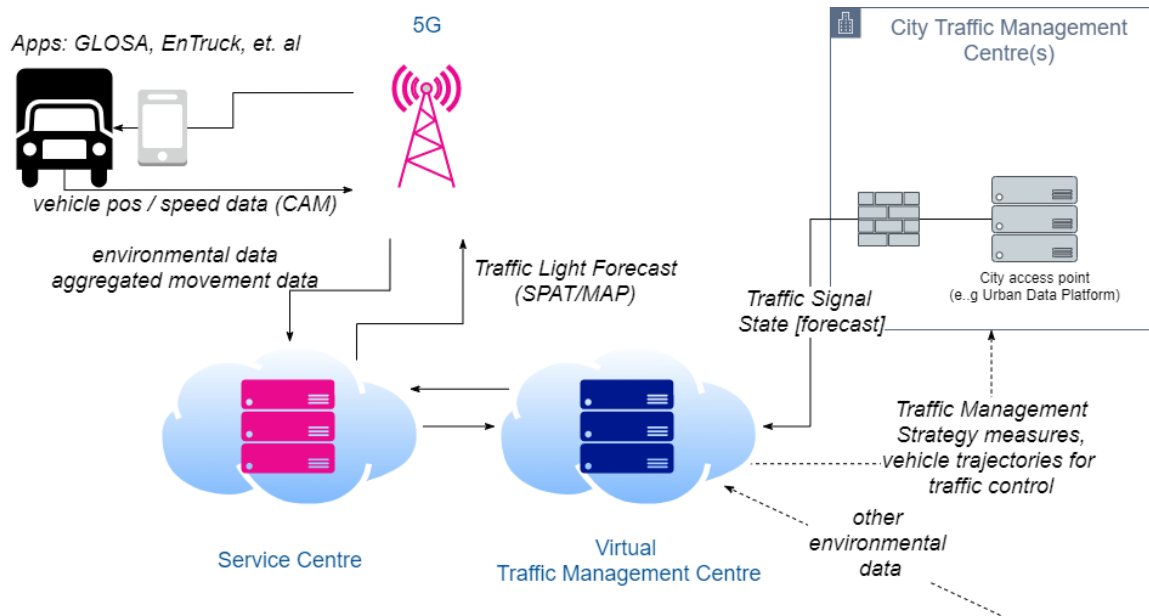 5G
Apps: GLOSA, EnTruck, et. al
City Traffic Management
Centre(s)
vehicle pos / speed data (CAM)
environmental data
aggregated movement data
Traffic Light Forecast
(SPAT/MAP)
City access point
(e..g Urban Data Platform)
Traffic Signal
State [forecast]
Traffic Management
Strategy measures,
vehicle trajectories for
traffic control
other
environmental
data
Service Centre
Virtual
Traffic Management Centre